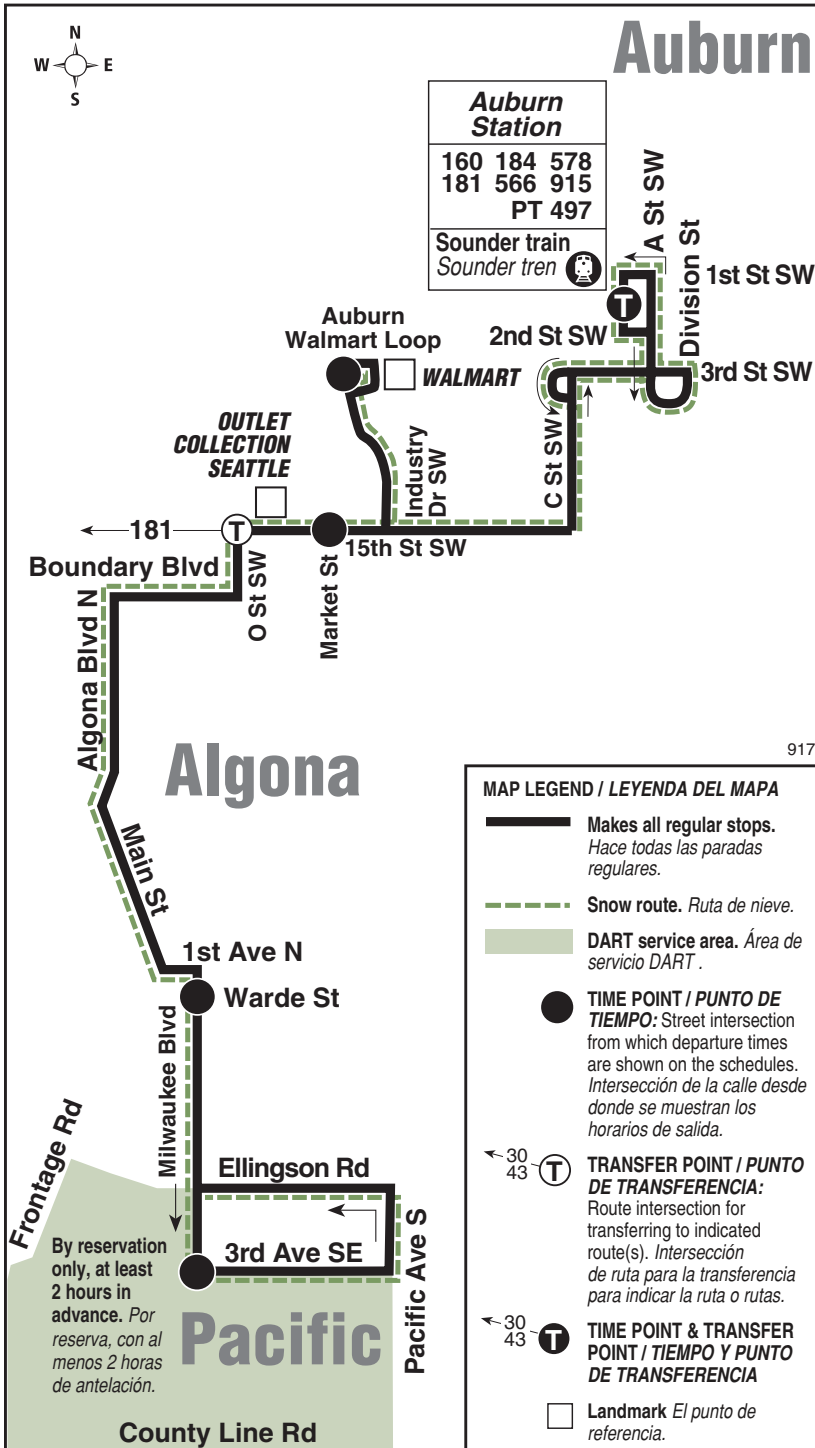 N
W E
S
Auburn
Auburn
Station
160 184 578
181 566 915
PT 497
Sounder train
Sounder tren
A St SW
Division St
1st St SW
T
2nd St SW
3rd St SW
Auburn
Walmart Loop
WALMART
OUTLET
COLLECTION
SEATTLE
Industry
Dr SW
C St SW
181
T
15th St SW
Boundary Blvd
O St SW
Market St
Algona Blvd N
Algona
917
Main St
1st Ave N
Warde St
Milwaukee Blvd
Frontage Rd
Ellingson Rd
3rd Ave SE
Pacific Ave S
By reservation
only, at least
2 hours in
advance. Por
reserva, con al
menos 2 horas
de antelación.
Pacific
County Line Rd
MAP LEGEND / LEYENDA DEL MAPA
Makes all regular stops.
Hace todas las paradas
regulares.
Snow route. Ruta de nieve.
DART service area. Área de
servicio DART .
TIME POINT / PUNTO DE
TIEMPO: Street intersection
from which departure times
are shown on the schedules.
Intersección de la calle desde
donde se muestran los
horarios de salida.
30
43
T
TRANSFER POINT / PUNTO
DE TRANSFERENCIA:
Route intersection for
transferring to indicated
route(s). Intersección
de ruta para la transferencia
para indicar la ruta o rutas.
30
43
T
TIME POINT & TRANSFER
POINT / TIEMPO Y PUNTO
DE TRANSFERENCIA
Landmark El punto de
referencia.